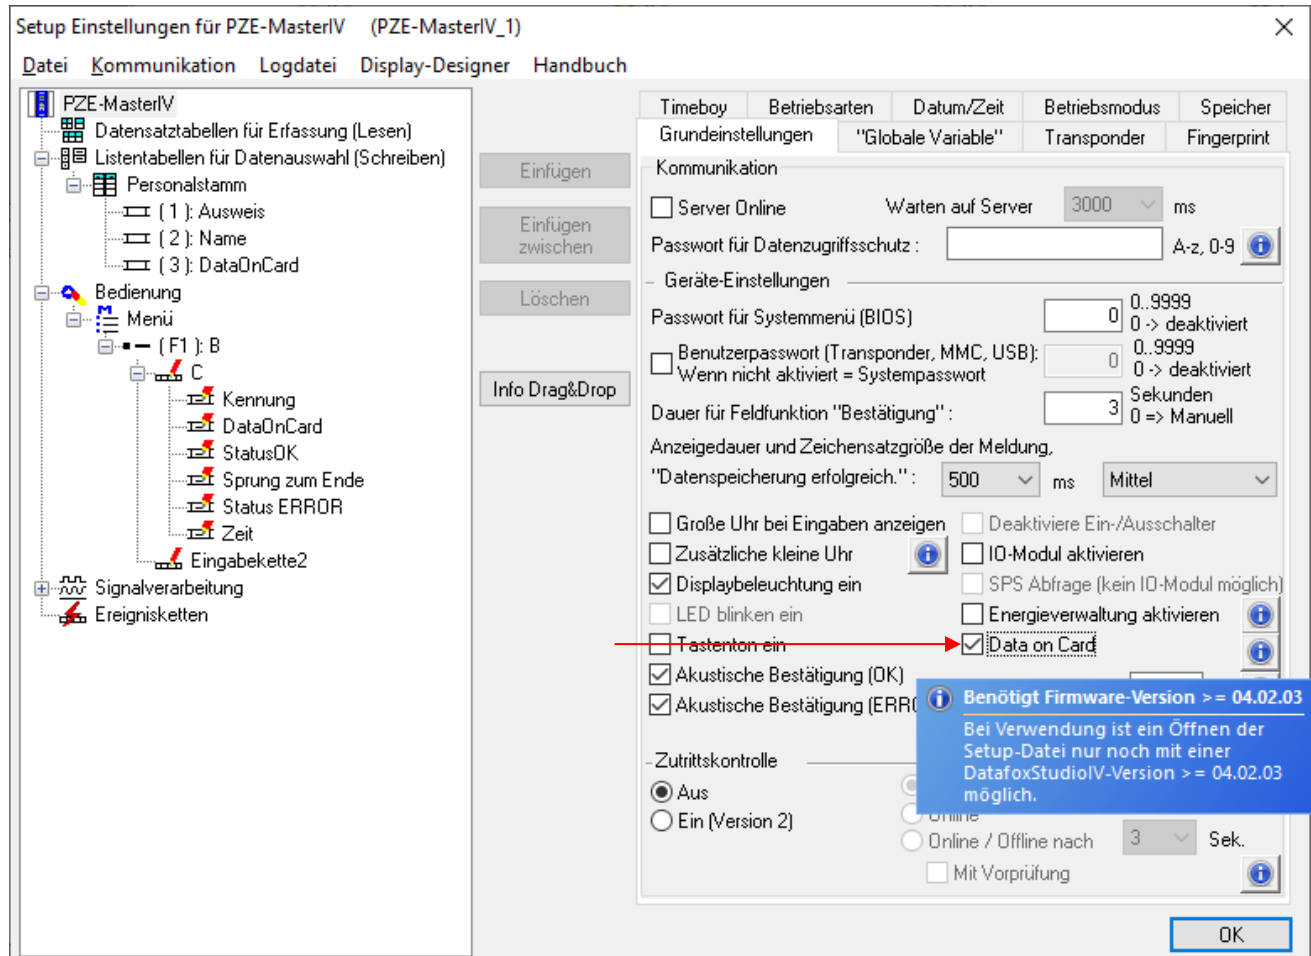 Setup Einstellungen für PZE-MasterIV (PZE-MasterIV_1)
Datei Kommunikation Logdatei Display-Designer Handbuch
PZE-MasterIV
Datensatztabellen für Erfassung (Lesen)
Listentabellen für Datenauswahl (Schreiben)
Personalstamm
( 1 ): Ausweis
( 2 ): Name
( 3 ): DataOnCard
Bedienung
Menü
( F1 ): B
C
Kennung
DataOnCard
StatusOK
Sprung zum Ende
Status ERROR
Zeit
Eingabekette2
Signalverarbeitung
Ereignisketten
Einfügen
Einfügen
zwischen
Löschen
Info Drag&Drop
Timeboy Betriebsarten Datum/Zeit Betriebsmodus Speicher
Grundeinstellungen "Globale Variable" Transponder Fingerprint
Kommunikation
Server Online Warten auf Server 3000 ms
Passwort für Datenzugriffsschutz : A-z, 0-9
Geräte-Einstellungen
Passwort für Systemmenü (BIOS) 0 0..9999
0 -> deaktiviert
Benutzerpasswort (Transponder, MMC, USB): 0 0..9999
Wenn nicht aktiviert = Systempasswort 0 -> deaktiviert
Dauer für Feldfunktion "Bestätigung" : 3 Sekunden
0 => Manuell
Anzeigedauer und Zeichensatzgröße der Meldung,
"Datenspeicherung erfolgreich." : 500 ms Mittel
Große Uhr bei Eingaben anzeigen Deaktiviere Ein-/Ausschalter
Zusätzliche kleine Uhr IO-Modul aktivieren
Displaybeleuchtung ein SPS Abfrage (kein IO-Modul möglich)
LED blinken ein Energieverwaltung aktivieren
Tastenton ein Data on Card
Akustische Bestätigung (OK)
Akustische Bestätigung (ERRO
Benötigt Firmware-Version >= 04.02.03
Bei Verwendung ist ein Öffnen der
Setup-Datei nur noch mit einer
DatafoxStudioIV-Version >= 04.02.03
möglich.
Zutrittskontrolle
Aus
Ein (Version 2) Online
Online / Offline nach 3 Sek.
Mit Vorprüfung
OK